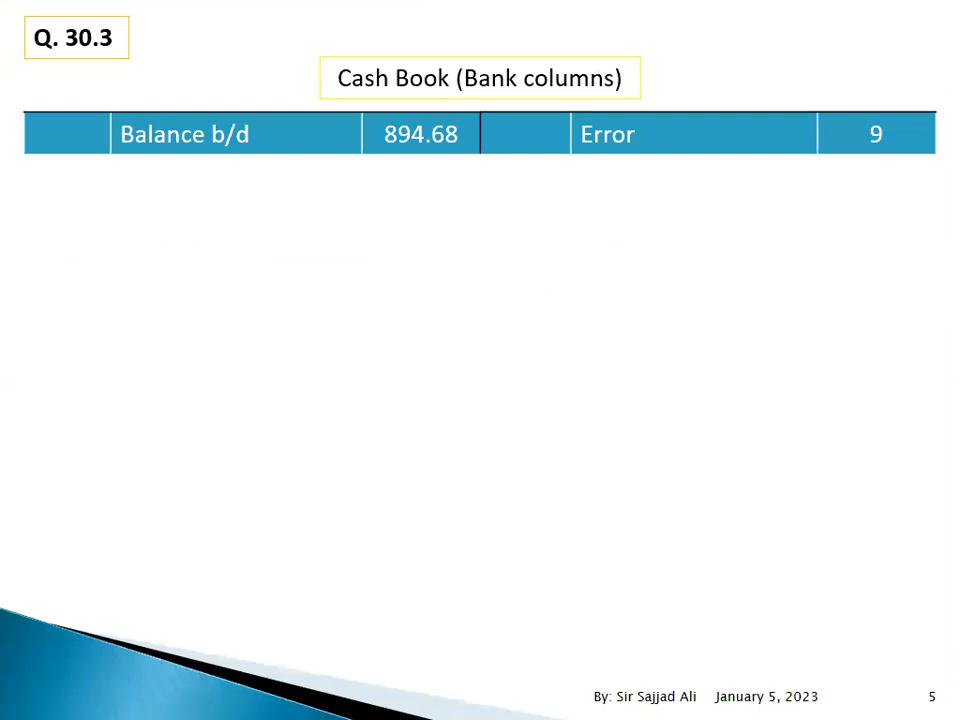 Q. 30.3
Cash Book (Bank columns)
Balance b/d 894.68 Error 9
By: Sir Sajjad Ali January 5, 2023 5